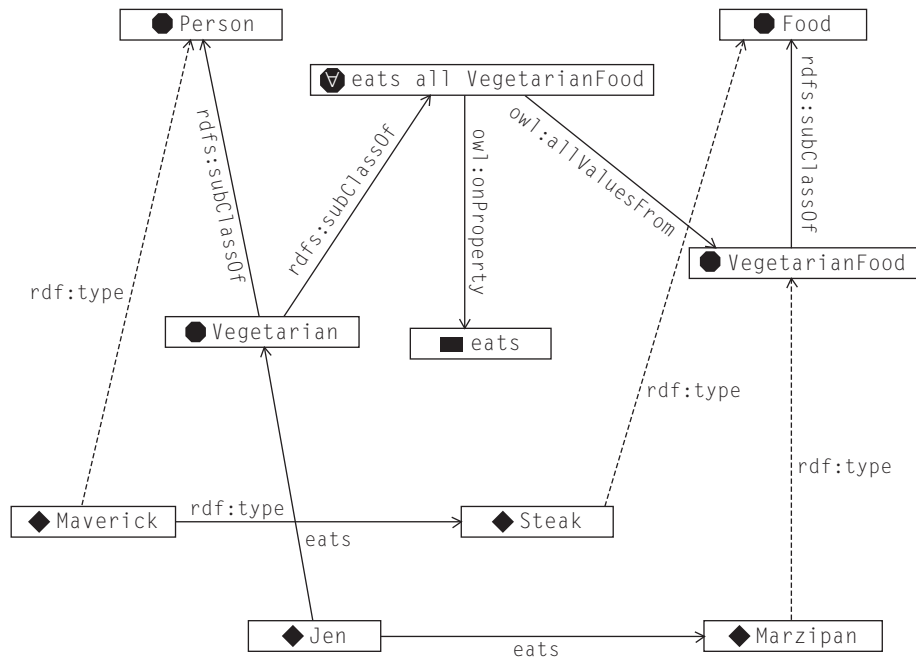 Person
Food
∀ eats all VegetarianFood
rdfs:subClassOf
rdfs:subClassOf
owl:onProperty
owl:allValuesFrom
rdfs:subClassOf
VegetarianFood
rdf:type
Vegetarian
eats
rdf:type
rdf:type
Maverick
rdf:type
Steak
eats
Jen
eats
Marzipan